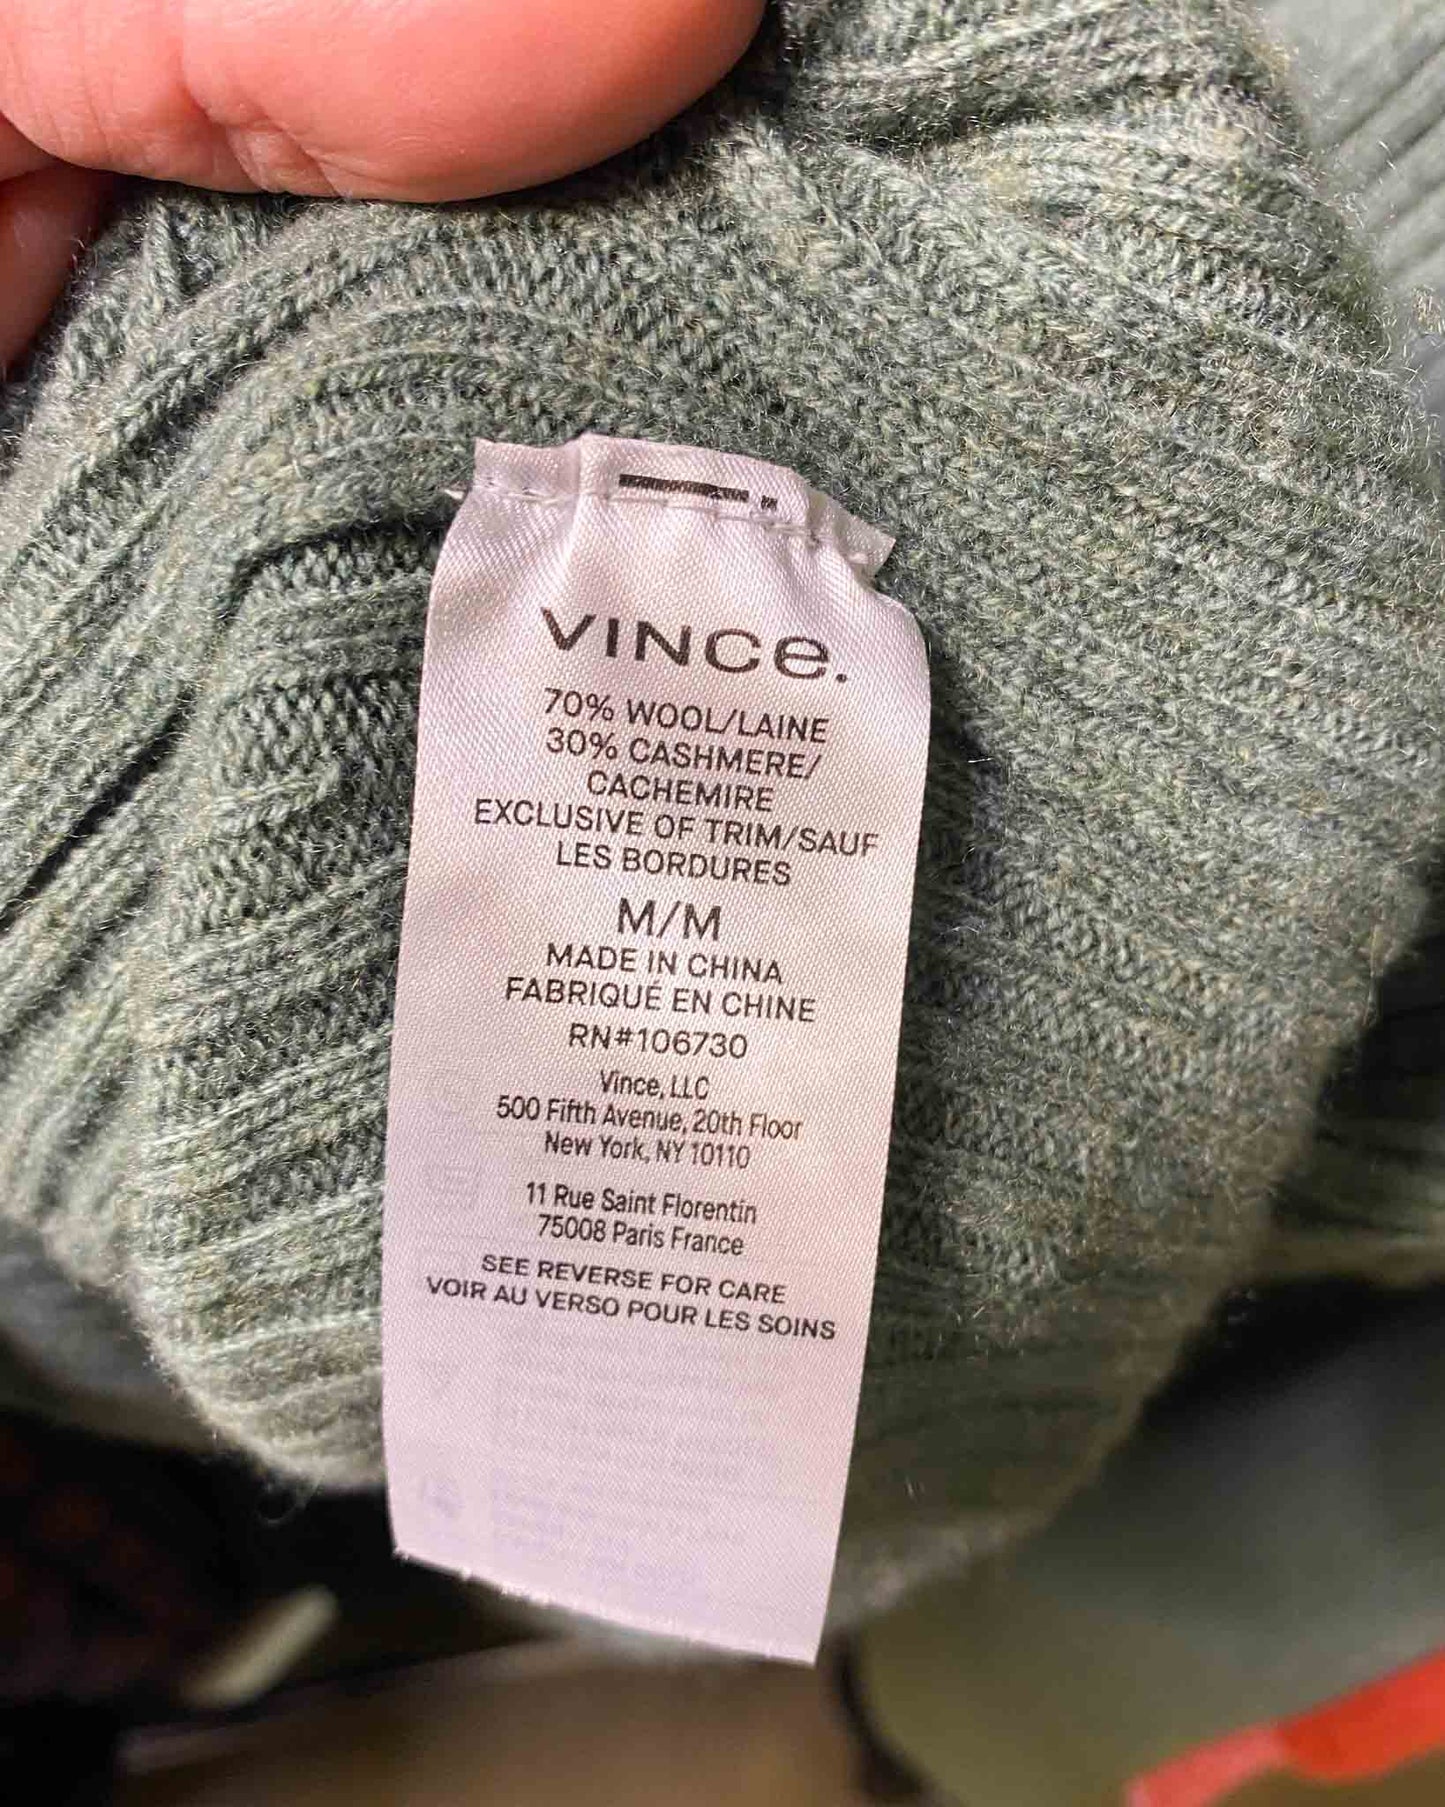 VINCE.
70% WOOL/LAINE
30% CASHMERE/
CACHEMIRE
EXCLUSIVE OF TRIM/SAUF
LES BORDURES
M/M
MADE IN CHINA
FABRIQUÉ EN CHINE
RN#106730
Vince, LLC
500 Fifth Avenue, 20th Floor
New York, NY 10110
11 Rue Saint Florentin
75008 Paris France
SEE REVERSE FOR CARE
VOIR AU VERSO POUR LES SOINS